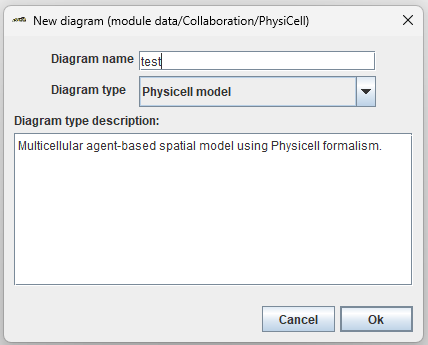 New diagram (module data/Collaboration/PhysiCell)
Diagram name test
Diagram type Physicell model
Diagram type description:
Multicellular agent-based spatial model using Physicell formalism.
Cancel Ok